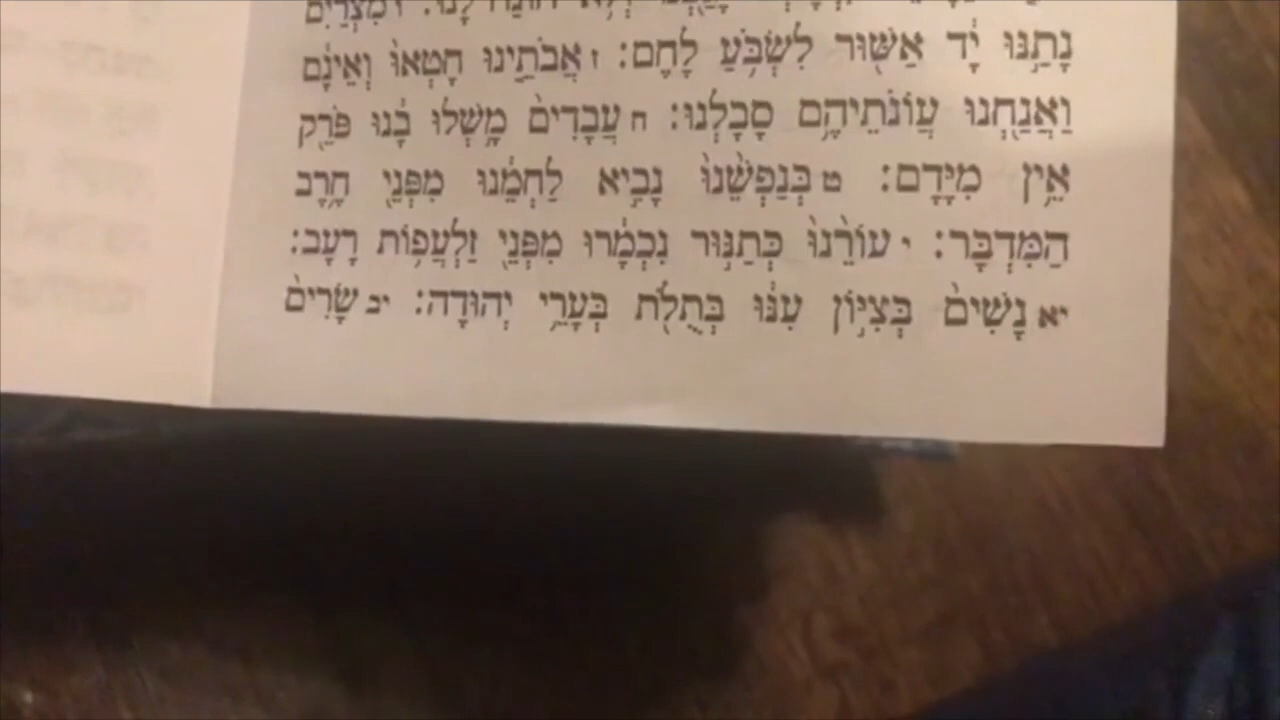 לָנוּ: ו מִצְרַיִם
נָתַ֣נּוּ יָ֔ד אַשּׁ֖וּר לִשְׂבֹּ֥עַ לָֽחֶם: ז אֲבֹתֵ֤ינוּ חָֽטְאוּ֙ וְאֵינָ֔ם
וַאֲנַ֖חְנוּ עֲוֺנֹתֵיהֶ֥ם סָבָֽלְנוּ: ח עֲבָדִים֙ מָ֣שְׁלוּ בָ֔נוּ פֹּרֵ֖ק
אֵ֥ין מִיָּדָֽם: ט בְּנַפְשֵׁ֙נוּ֙ נָבִ֣יא לַחְמֵ֔נוּ מִפְּנֵ֖י חֶ֥רֶב
הַמִּדְבָּֽר: י עוֹרֵ֙נוּ֙ כְּתַנּ֣וּר נִכְמָ֔רוּ מִפְּנֵ֖י זַלְעֲפ֥וֹת רָעָֽב:
יא נָשִׁים֙ בְּצִיּ֣וֹן עִנּ֔וּ בְּתֻלֹ֖ת בְּעָרֵ֥י יְהוּדָֽה: יב שָׂרִים֙